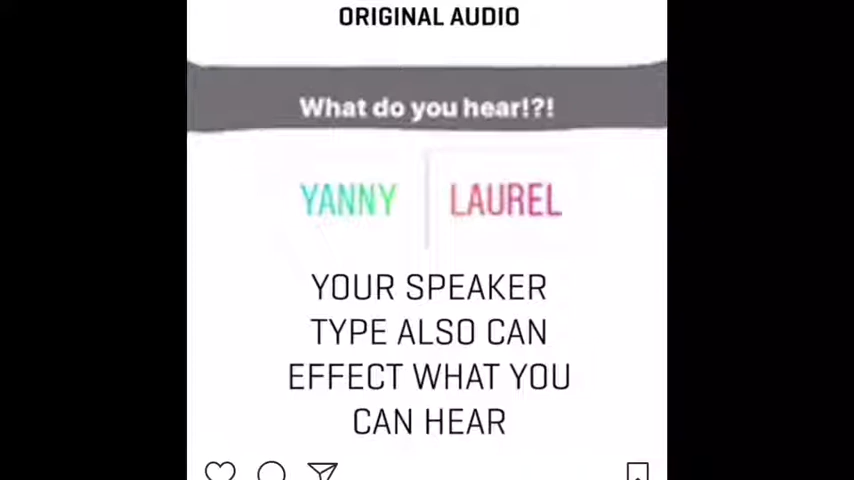 ORIGINAL AUDIO
What do you hear!?!
YANNY LAUREL
YOUR SPEAKER
TYPE ALSO CAN
EFFECT WHAT YOU
CAN HEAR